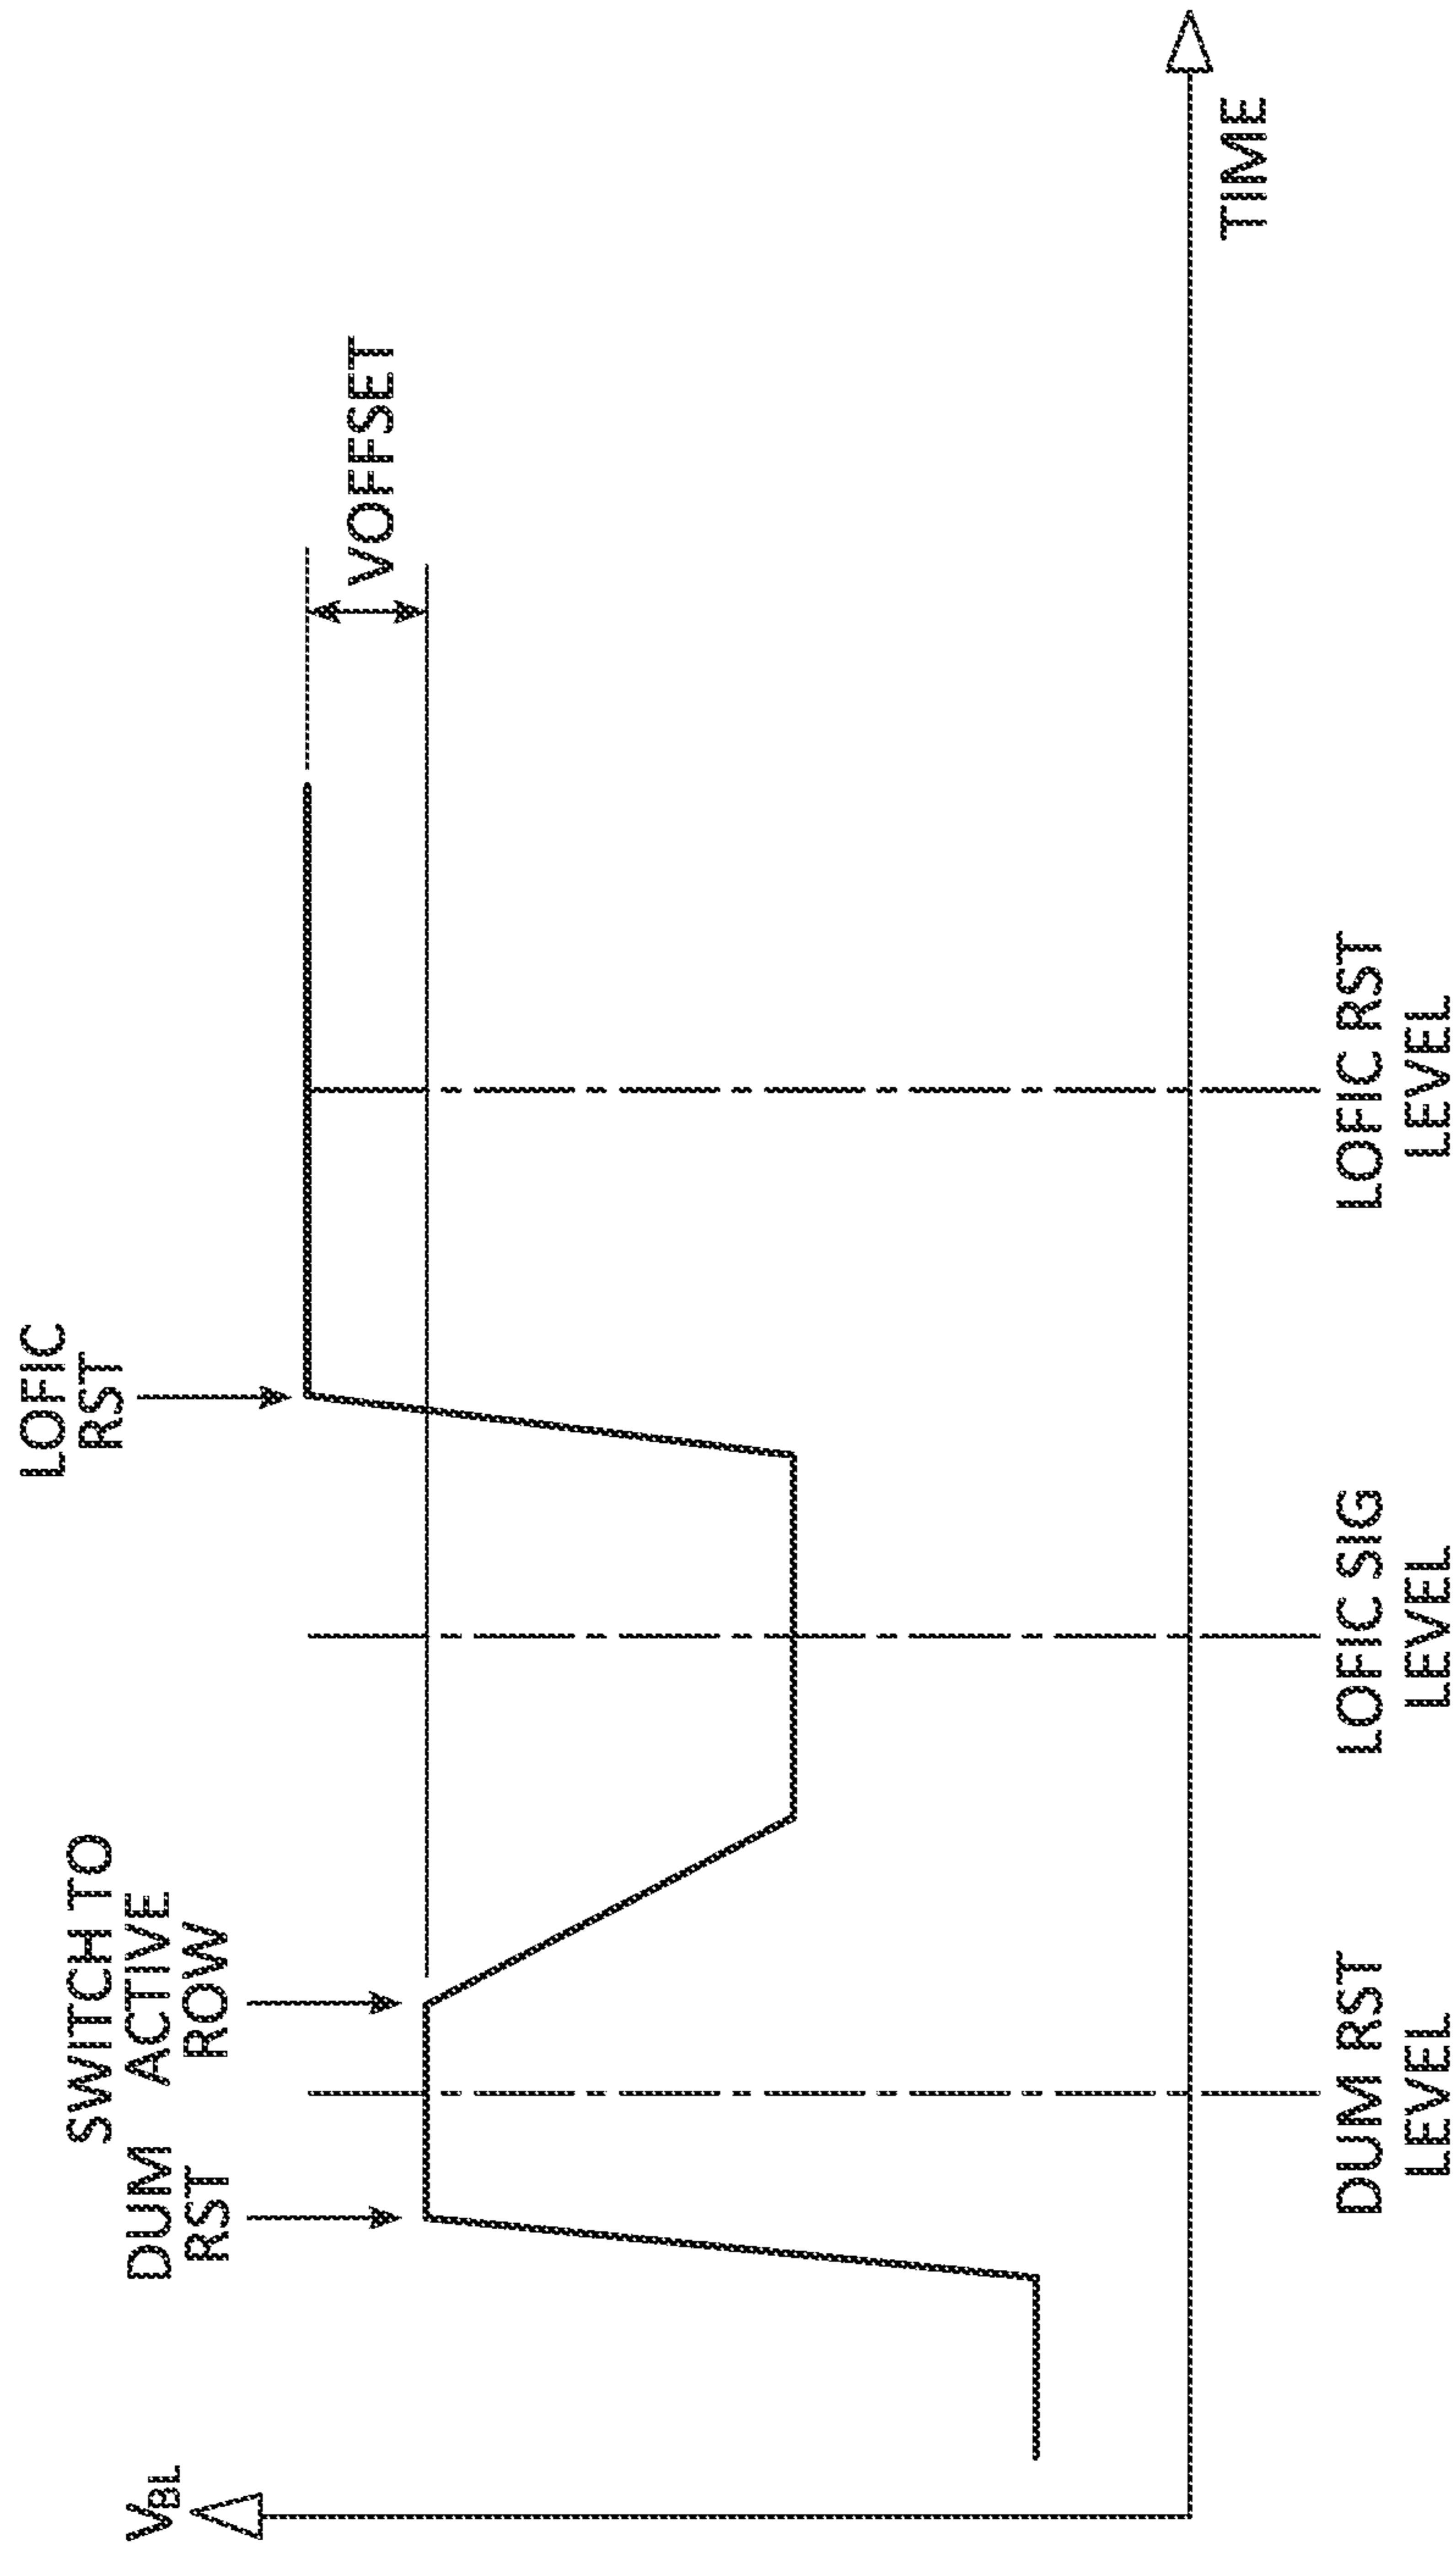 VBL
DUM
RST
SWITCH TO
ACTIVE
ROW
LOFIC
RST
VOFFSET
TIME
DUM RST
LEVEL
LOFIC SIG
LEVEL
LOFIC RST
LEVEL